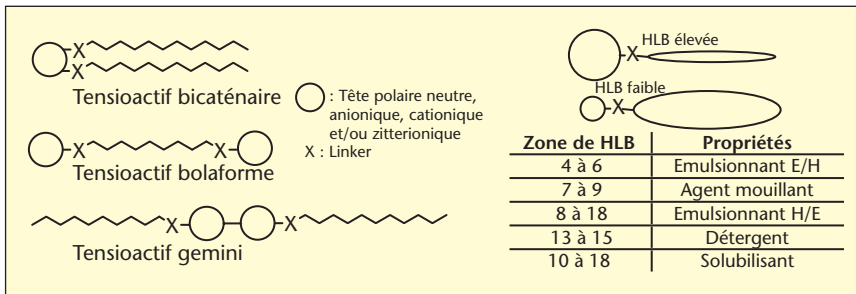 X
X
Tensioactif bicaténaire
: Tête polaire neutre,
anionique, cationique
et/ou zitterionique
X : Linker
X X
Tensioactif bolaforme
X X
Tensioactif gemini
HLB élevée
X
HLB faible
X
Zone de HLB Propriétés
4 à 6 Emulsionnant E/H
7 à 9 Agent mouillant
8 à 18 Emulsionnant H/E
13 à 15 Détergent
10 à 18 Solubilisant